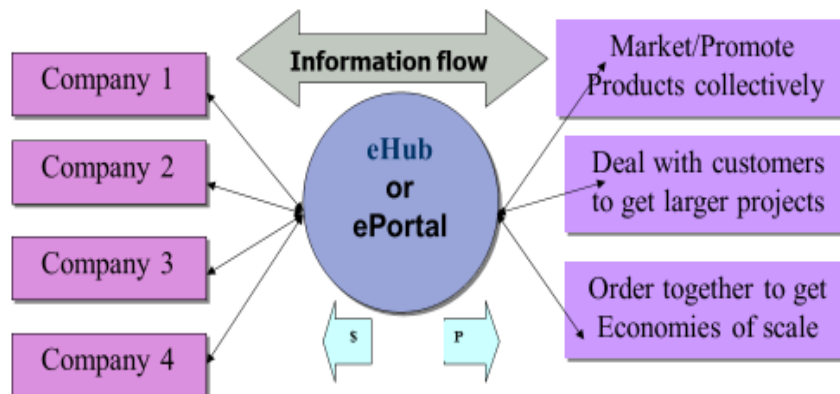 Information flow
Company 1
Company 2
Company 3
Company 4
eHub
or
ePortal
$
P
Market/Promote
Products collectively
Deal with customers
to get larger projects
Order together to get
Economies of scale